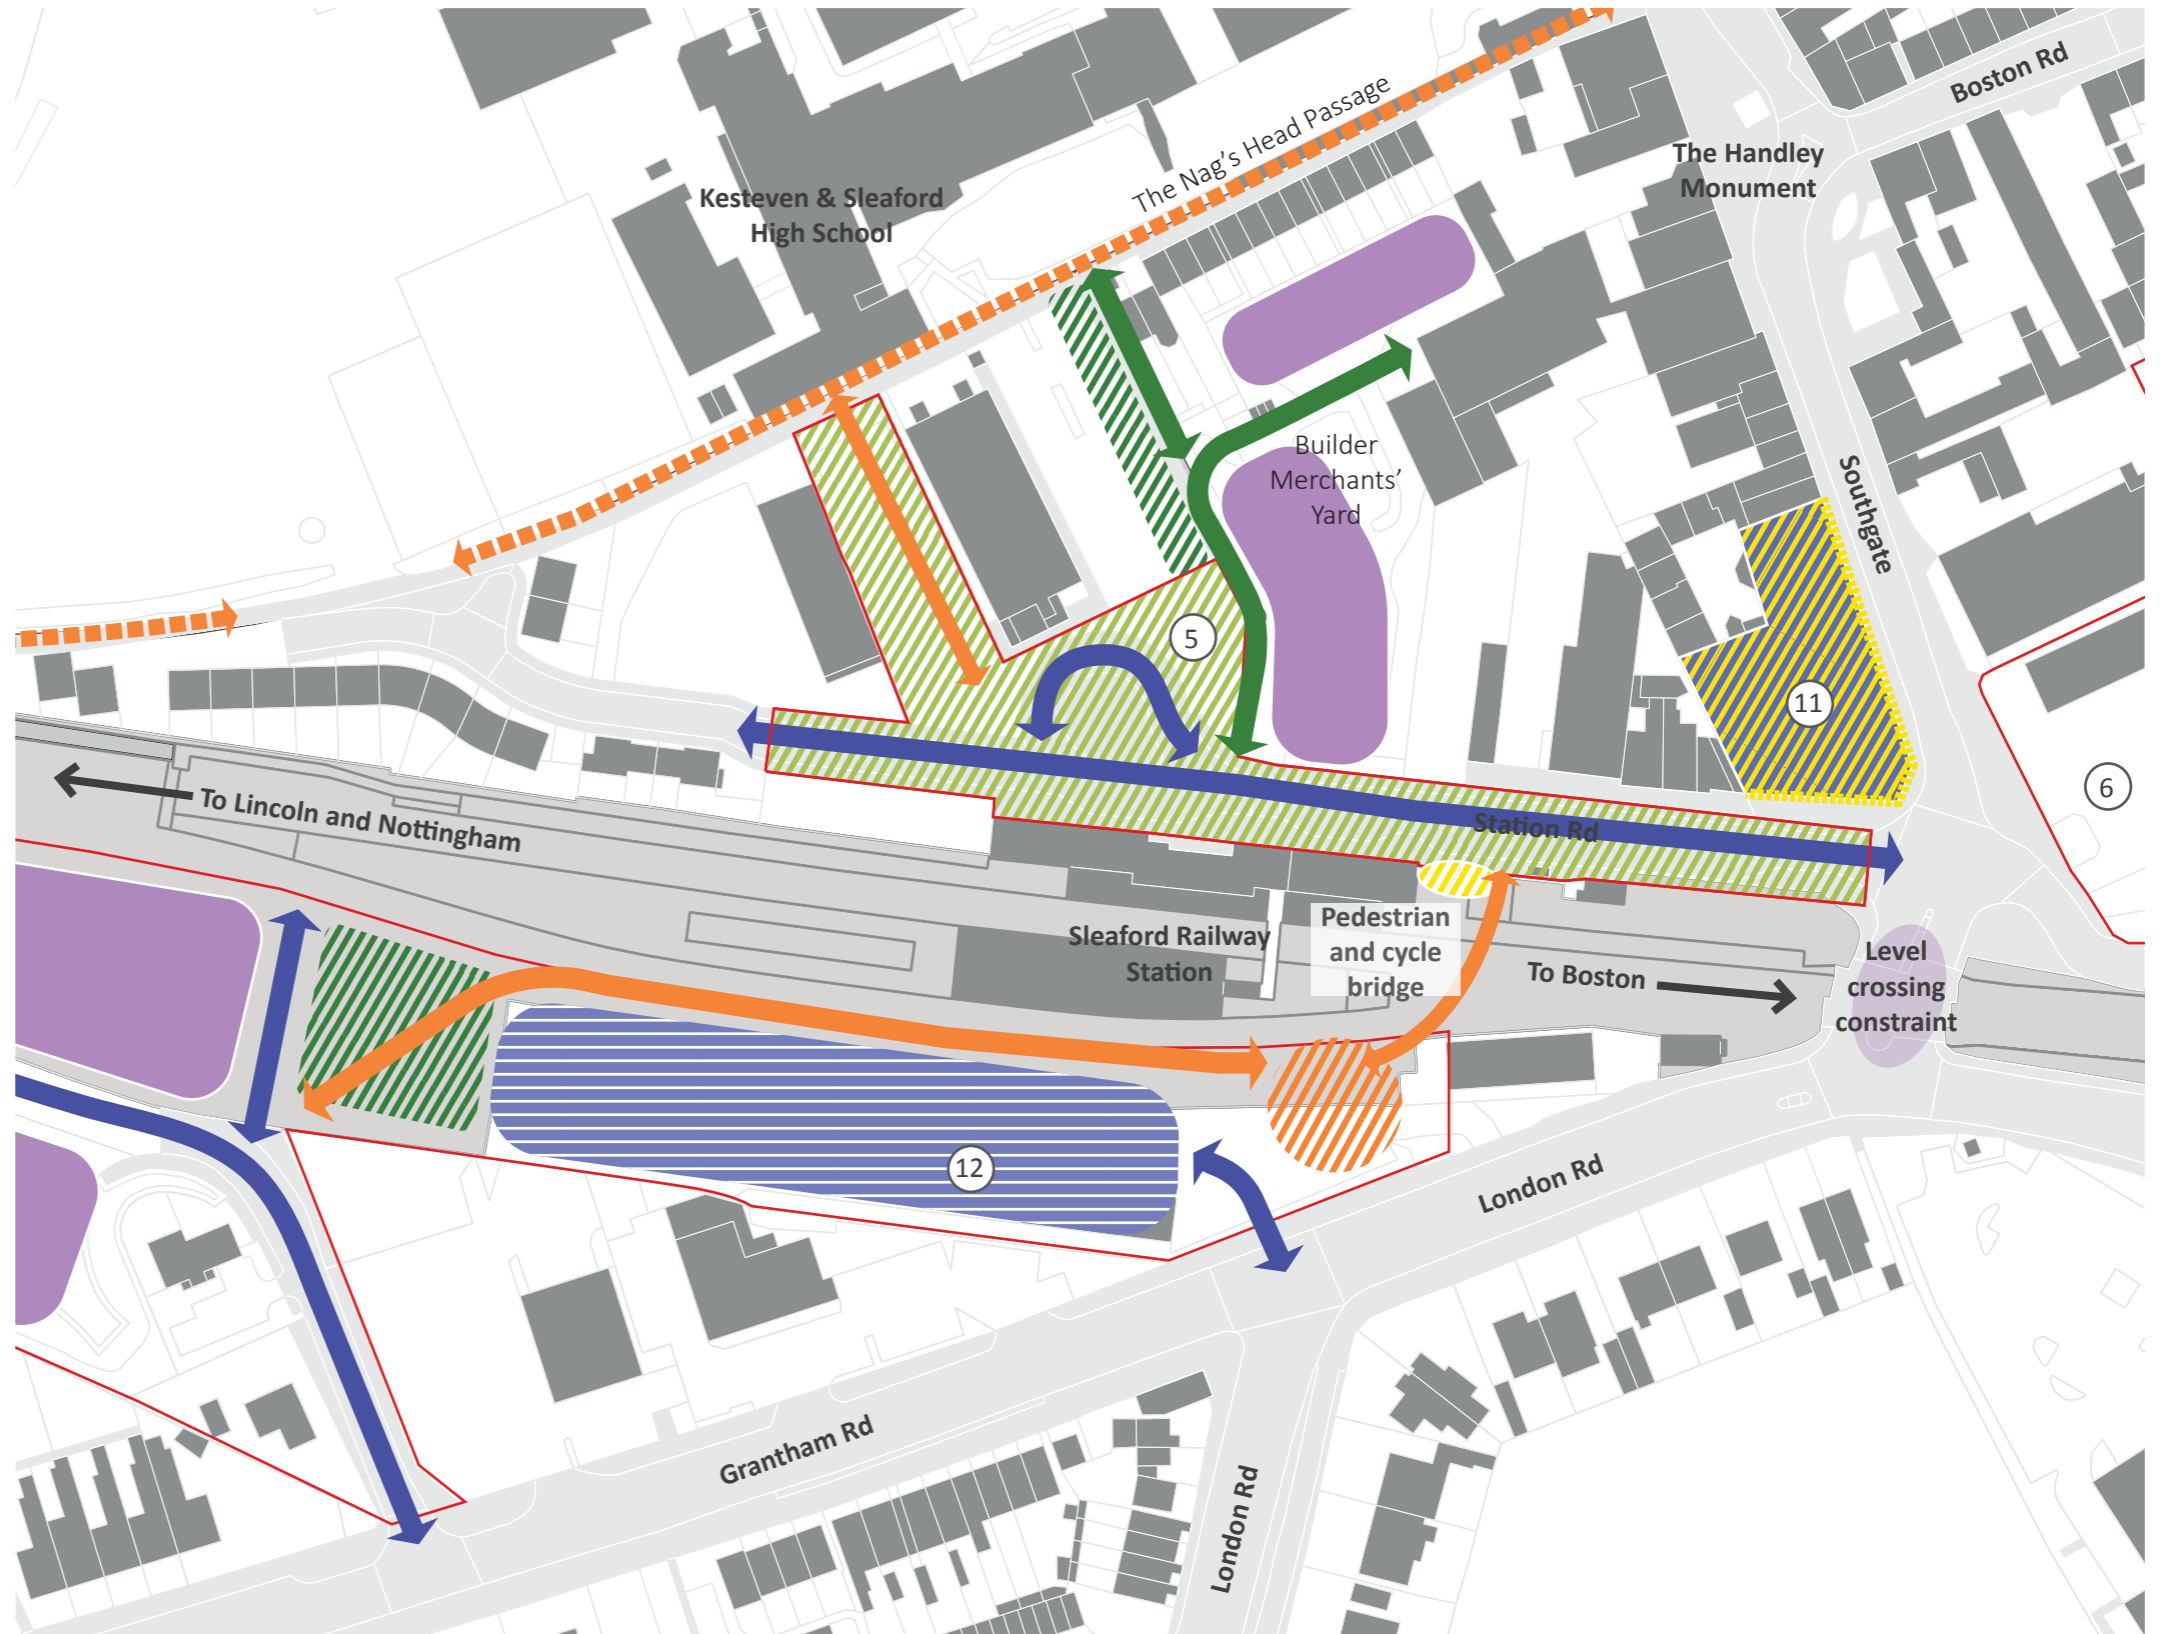 Boston Rd
The Nag's Head Passage
The Handley
Monument
Kesteven & Sleaford
High School
Builder
Merchants'
Yard
Southgate
5
11
6
To Lincoln and Nottingham
Station Rd
Sleaford Railway
Station
Pedestrian
and cycle
bridge
To Boston
Level
crossing
constraint
12
London Rd
Grantham Rd
London Rd